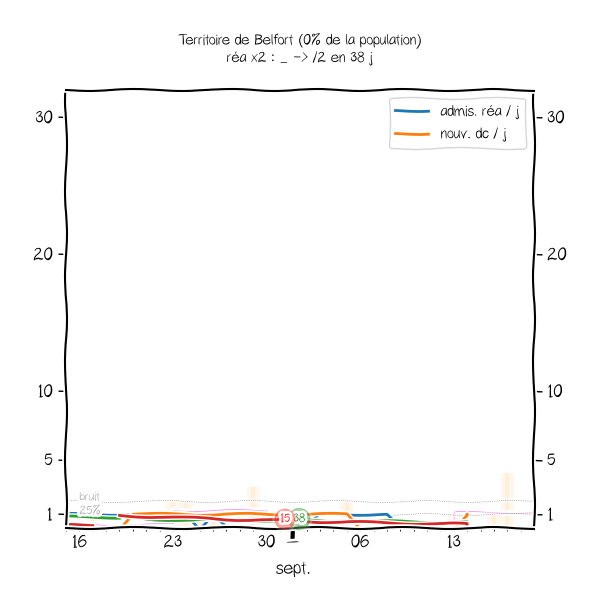 Territoire de Belfort (0% de la population)
réa x2 : _ -> /2 en 38 j
admis. réa / j
nouv. dc / j
30 30
20 20
10 10
5 5
bruit
25%
1 15 38 1
16 23 30 06 13
sept.